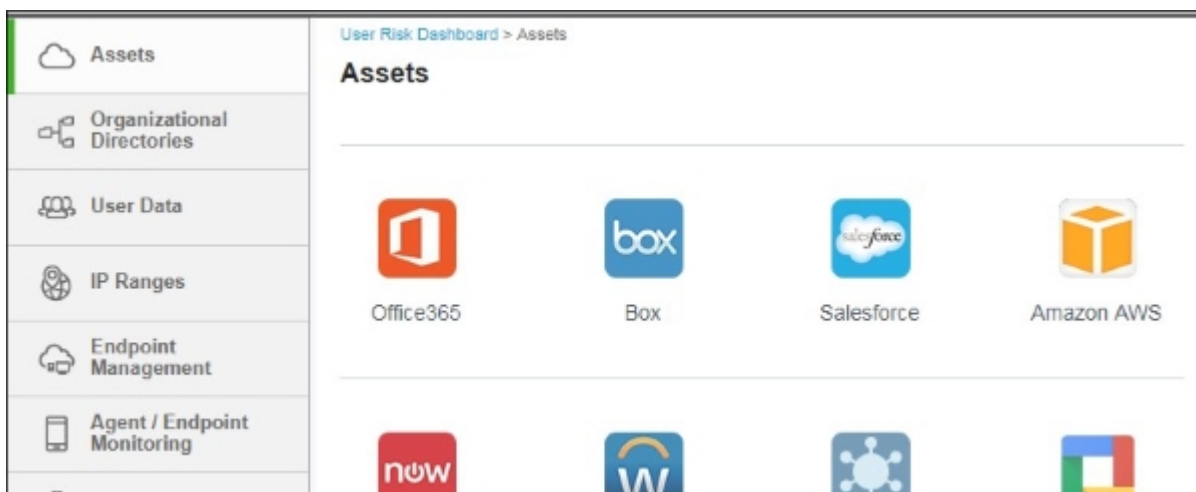 Assets
Organizational
Directories
User Data
IP Ranges
Endpoint
Management
Agent / Endpoint
Monitoring
User Risk Dashboard > Assets
Assets
box
salesforce
Office365
Box
Salesforce
Amazon AWS
now
w